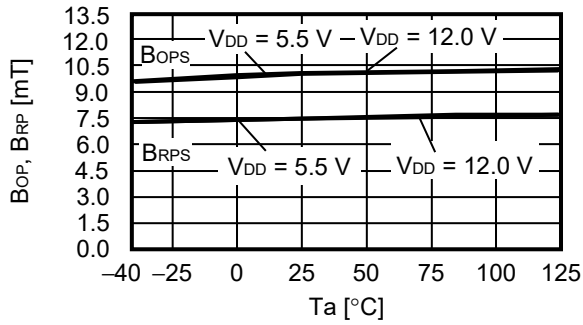 13.5
12.0
10.5
9.0
7.5
6.0
4.5
3.0
1.5
0.0
BOP, BRP [mT]
BOPS
VDD = 5.5 V
VDD = 12.0 V
BRPS
VDD = 5.5 V
VDD = 12.0 V
−40 −25 0 25 50 75 100 125
Ta [°C]